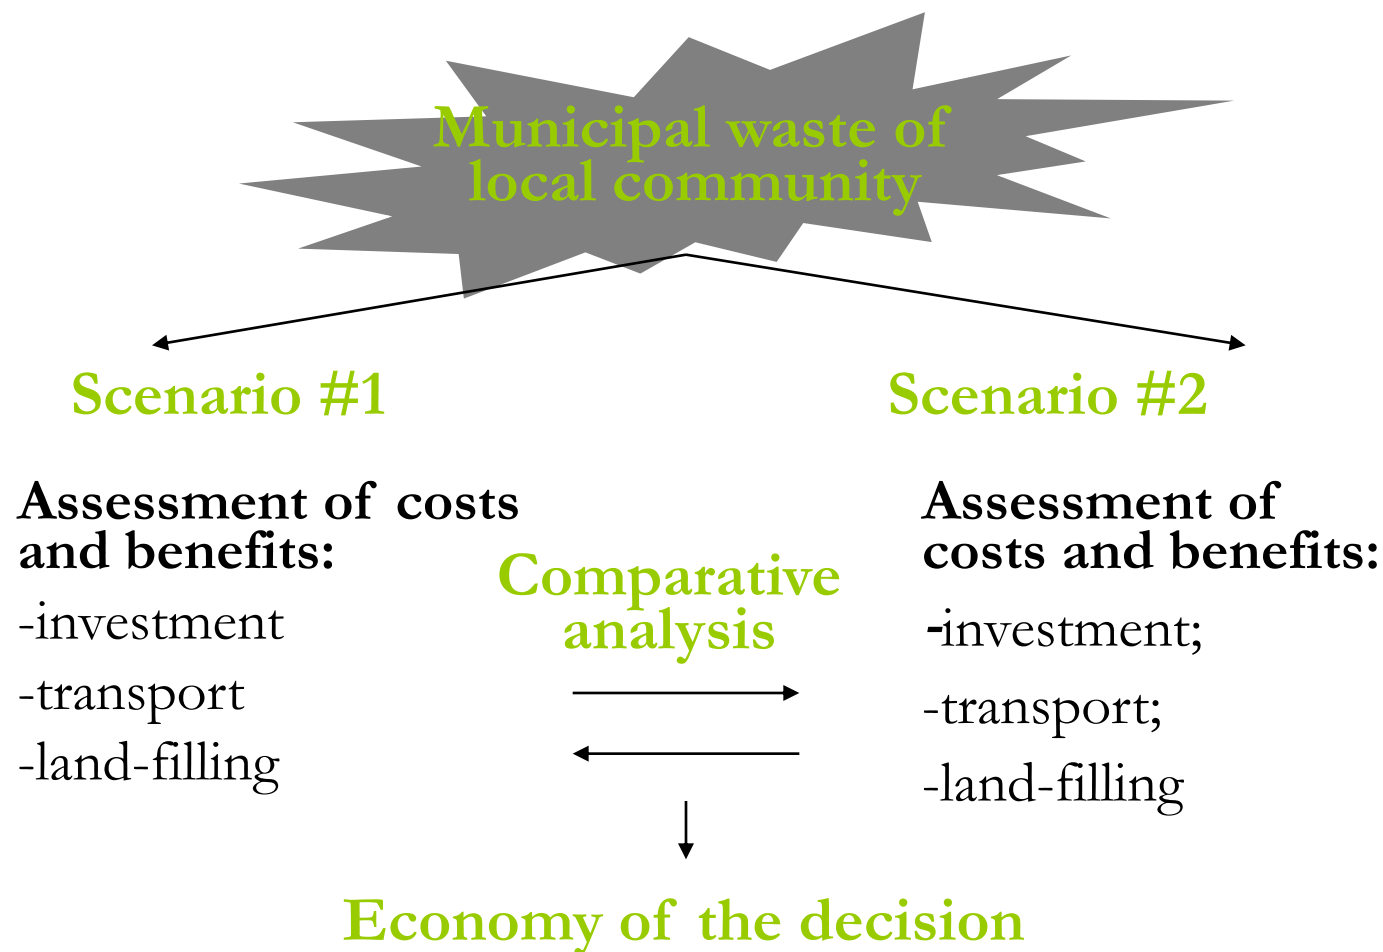 Municipal waste of
local community
Scenario #1
Scenario #2
Assessment of costs
and benefits:
-investment
-transport
-land-filling
Comparative
analysis
Assessment of
costs and benefits:
-investment;
-transport;
-land-filling
Economy of the decision